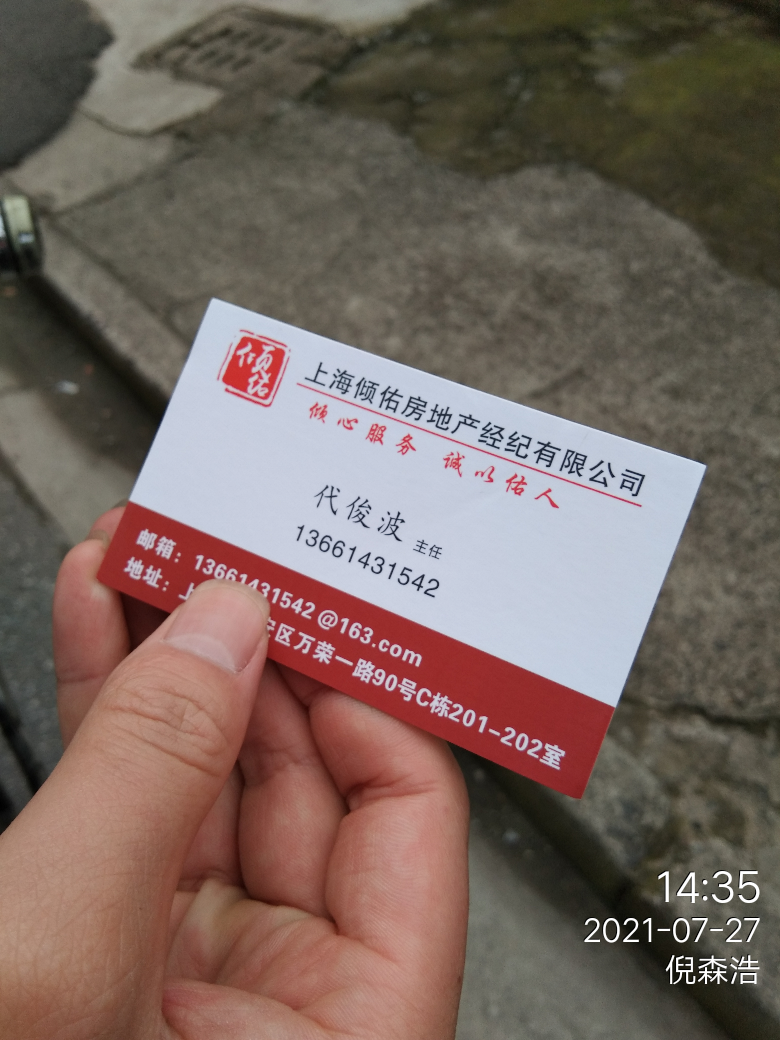 倾佑
上海倾佑房地产经纪有限公司
倾心服务 诚以佑人
代俊波 主任
13661431542
邮箱：13661431542@163.com
地址：上 安区万荣一路90号C栋201-202室
14:35
2021-07-27
倪森浩